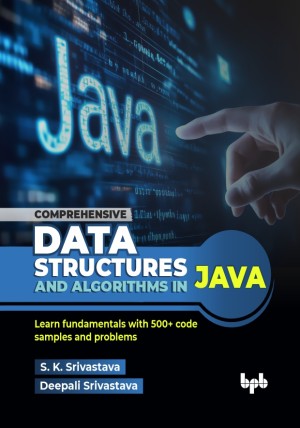 Java
COMPREHENSIVE
DATA
STRUCTURES
AND ALGORITHMS IN
JAVA
Learn fundamentals with 500+ code
samples and problems
S. K. Srivastava
Deepali Srivastava
bpb